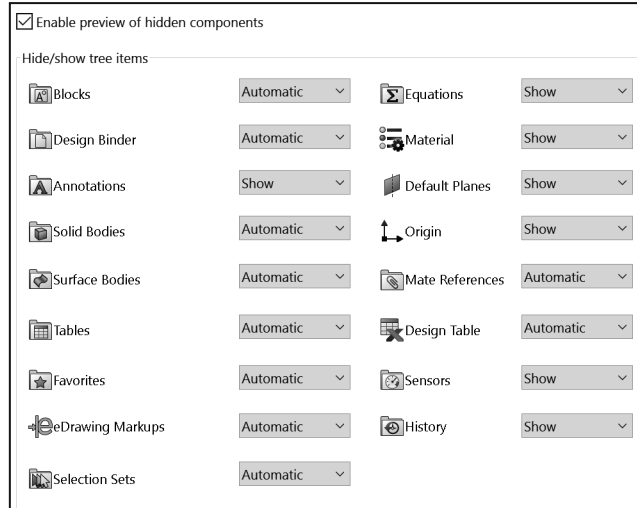 Enable preview of hidden components
Hide/show tree items
Blocks Automatic Equations Show
Design Binder Automatic Material Show
Annotations Show Default Planes Show
Solid Bodies Automatic Origin Show
Surface Bodies Automatic Mate References Automatic
Tables Automatic Design Table Automatic
Favorites Automatic Sensors Show
eDrawing Markups Automatic History Show
Selection Sets Automatic